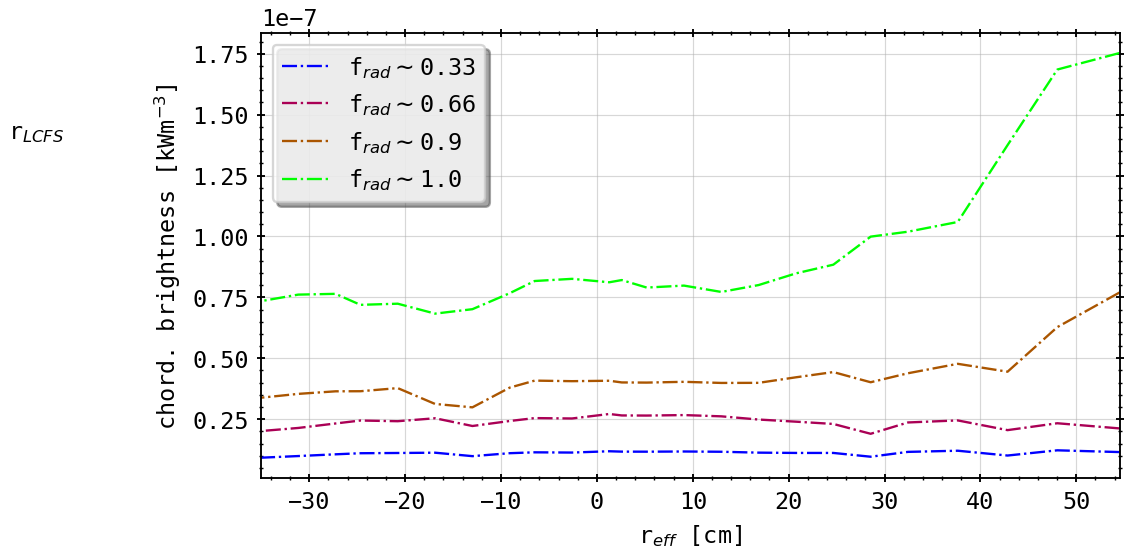 1e−7
f_rad ~ 0.33
f_rad ~ 0.66
f_rad ~ 0.9
f_rad ~ 1.0
r_LCFS
chord. brightness [kWm⁻³]
1.75
1.50
1.25
1.00
0.75
0.50
0.25
−30 −20 −10 0 10 20 30 40 50
r_eff [cm]